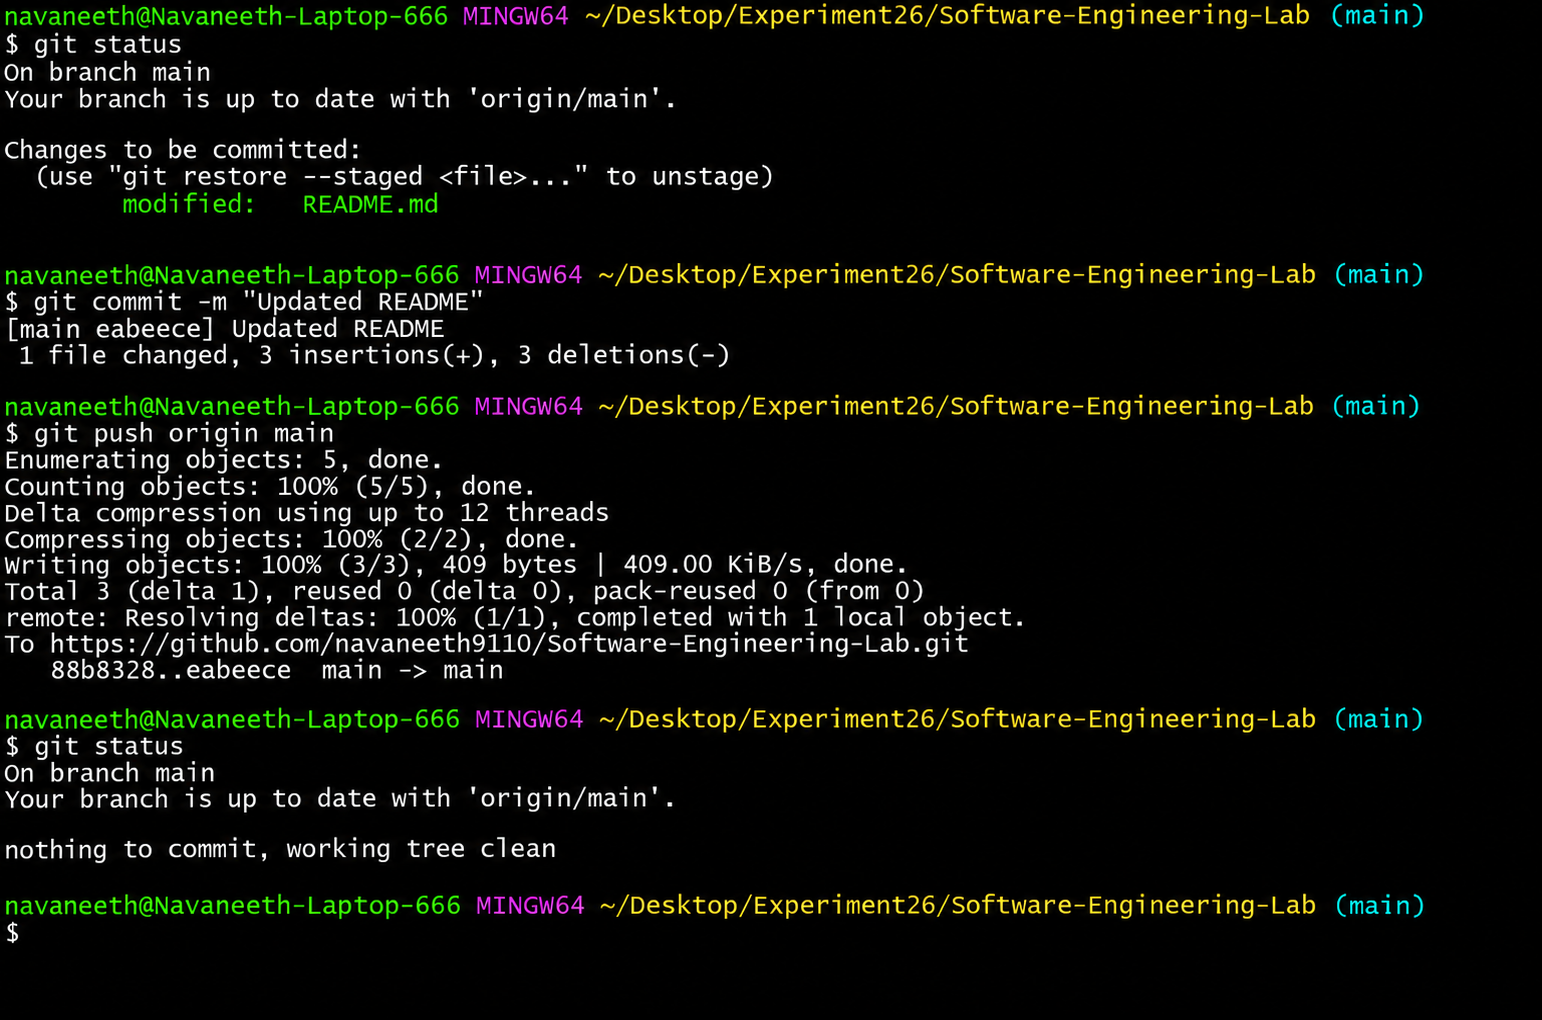 navaneeth@Navaneeth-Laptop-666 MINGW64 ~/Desktop/Experiment26/Software-Engineering-Lab (main)
$ git status
On branch main
Your branch is up to date with 'origin/main'.
Changes to be committed:
  (use "git restore --staged <file>..." to unstage)
        modified:   README.md
navaneeth@Navaneeth-Laptop-666 MINGW64 ~/Desktop/Experiment26/Software-Engineering-Lab (main)
$ git commit -m "Updated README"
[main eabeece] Updated README
 1 file changed, 3 insertions(+), 3 deletions(-)
navaneeth@Navaneeth-Laptop-666 MINGW64 ~/Desktop/Experiment26/Software-Engineering-Lab (main)
$ git push origin main
Enumerating objects: 5, done.
Counting objects: 100% (5/5), done.
Delta compression using up to 12 threads
Compressing objects: 100% (2/2), done.
Writing objects: 100% (3/3), 409 bytes | 409.00 KiB/s, done.
Total 3 (delta 1), reused 0 (delta 0), pack-reused 0 (from 0)
remote: Resolving deltas: 100% (1/1), completed with 1 local object.
To https://github.com/navaneeth9110/Software-Engineering-Lab.git
   88b8328..eabeece  main -> main
navaneeth@Navaneeth-Laptop-666 MINGW64 ~/Desktop/Experiment26/Software-Engineering-Lab (main)
$ git status
On branch main
Your branch is up to date with 'origin/main'.
nothing to commit, working tree clean
navaneeth@Navaneeth-Laptop-666 MINGW64 ~/Desktop/Experiment26/Software-Engineering-Lab (main)
$